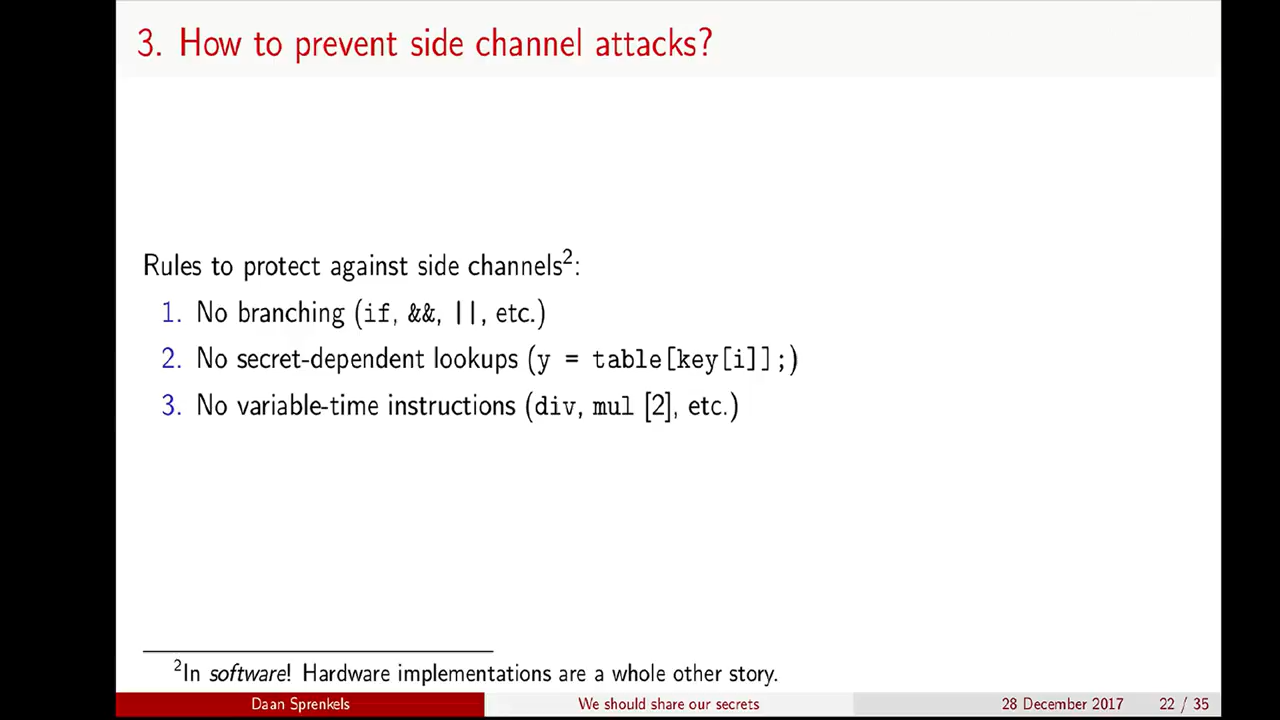 3. How to prevent side channel attacks?
Rules to protect against side channels²:
1. No branching (if, &&, ||, etc.)
2. No secret-dependent lookups (y = table[key[i]];)
3. No variable-time instructions (div, mul [2], etc.)
²In software! Hardware implementations are a whole other story.
Daan Sprenkels We should share our secrets 28 December 2017 22 / 35